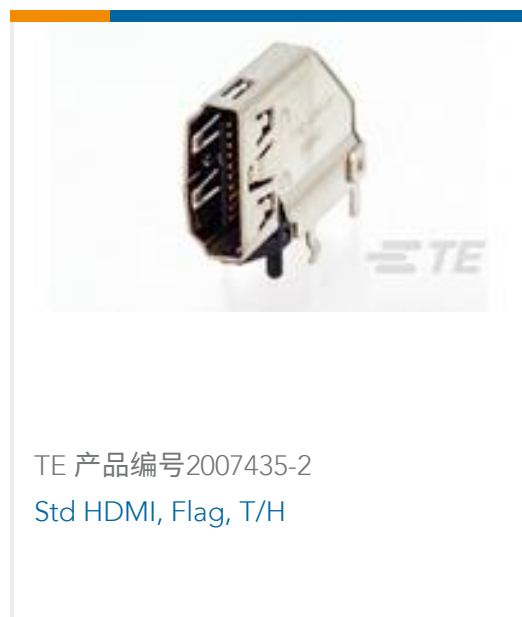 TE
TE 产品编号2007435-2
Std HDMI, Flag, T/H